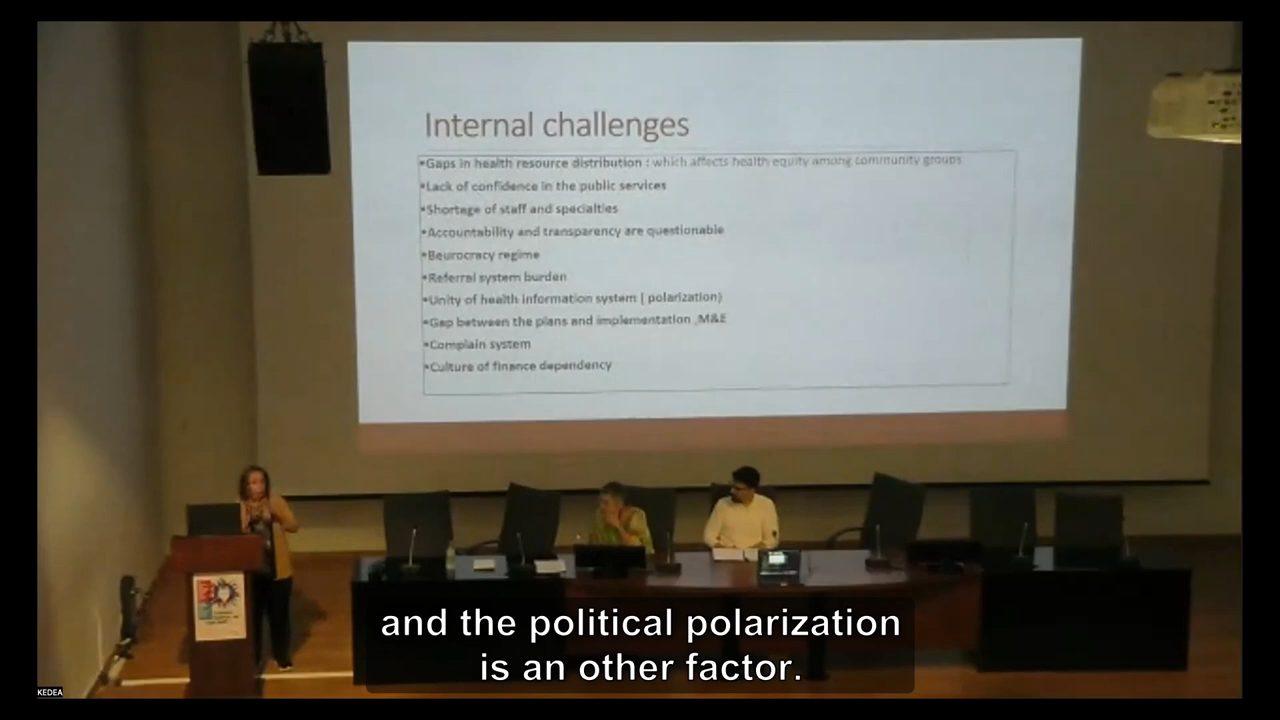 Internal challenges
•Gaps in health resource distribution : which affects health equity among community groups
•Lack of confidence in the public services
•Shortage of staff and specialties
•Accountability and transparency are questionable
•Beurocracy regime
•Referral system burden
•Unity of health information system ( polarization)
•Gap between the plans and implementation ,M&E
•Complain system
•Culture of finance dependency
and the political polarization
is an other factor.
KEDEA